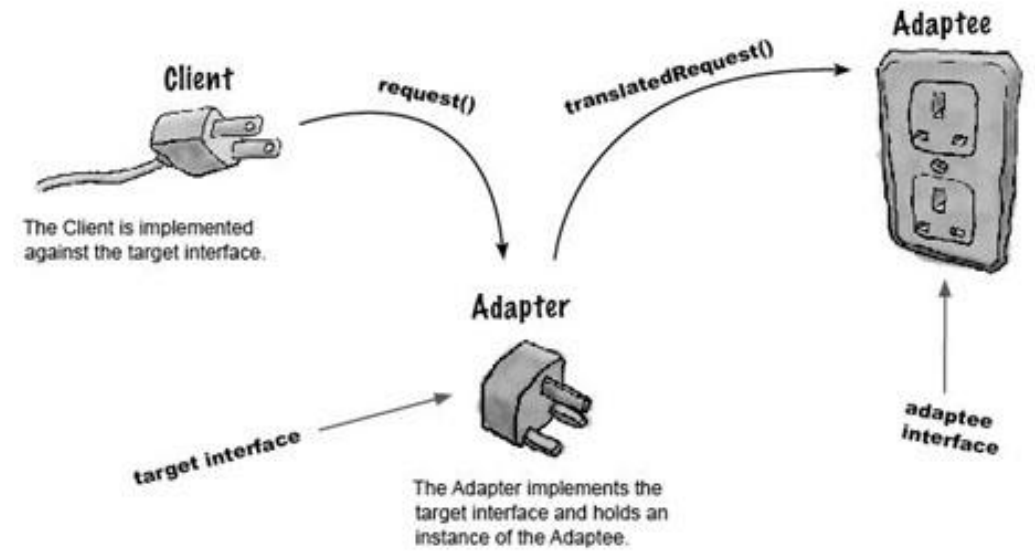 Adaptee
Client
request()
translatedRequest()
The Client is implemented
against the target interface.
Adapter
target interface
adaptee
interface
The Adapter implements the
target interface and holds an
instance of the Adaptee.